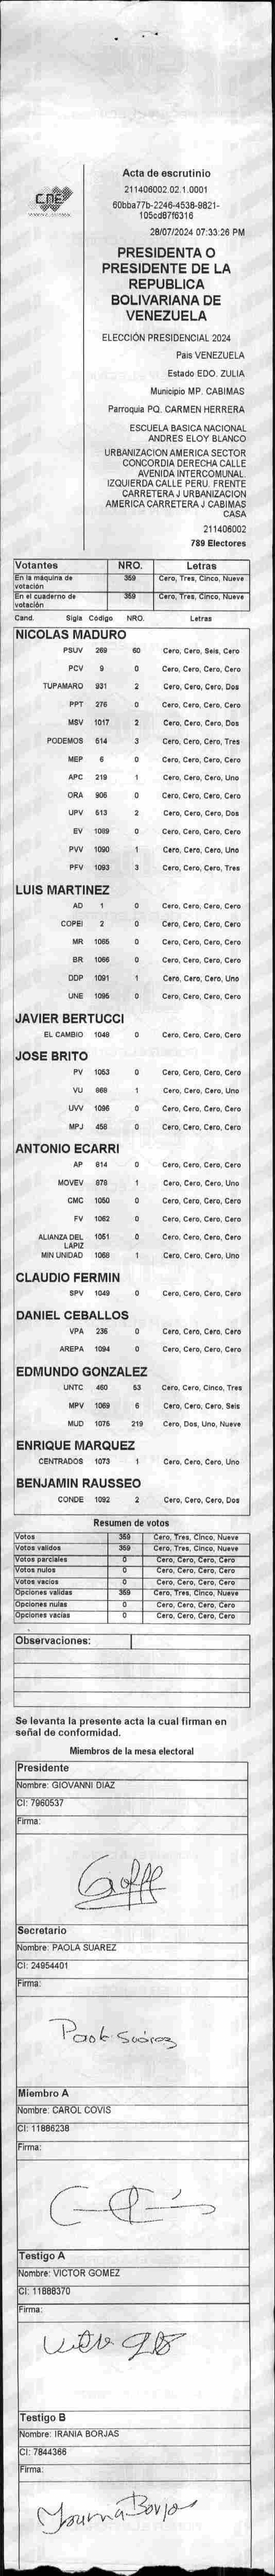 CNE
Acta de escrutinio
211406002.02.1.0001
60bba77b-2246-4538-9821-
105cd87f6316
28/07/2024 07:33:26 PM
PRESIDENTA O
PRESIDENTE DE LA
REPUBLICA
BOLIVARIANA DE
VENEZUELA
ELECCIÓN PRESIDENCIAL 2024
Pais VENEZUELA
Estado EDO. ZULIA
Municipio MP. CABIMAS
Parroquia PQ. CARMEN HERRERA
ESCUELA BASICA NACIONAL
ANDRES ELOY BLANCO
URBANIZACION AMERICA SECTOR
CONCORDIA DERECHA CALLE
AVENIDA INTERCOMUNAL.
IZQUIERDA CALLE PERU. FRENTE
CARRETERA J URBANIZACION
AMERICA CARRETERA J CABIMAS
CASA
211406002
789 Electores
Votantes NRO. Letras
En la máquina de votación 359 Cero, Tres, Cinco, Nueve
En el cuaderno de votación 359 Cero, Tres, Cinco, Nueve
Cand. Sigla Código NRO. Letras
NICOLAS MADURO
PSUV 269 60 Cero, Cero, Seis, Cero
PCV 9 0 Cero, Cero, Cero, Cero
TUPAMARO 931 2 Cero, Cero, Cero, Dos
PPT 276 0 Cero, Cero, Cero, Cero
MSV 1017 2 Cero, Cero, Cero, Dos
PODEMOS 614 3 Cero, Cero, Cero, Tres
MEP 6 0 Cero, Cero, Cero, Cero
APC 219 1 Cero, Cero, Cero, Uno
ORA 906 0 Cero, Cero, Cero, Cero
UPV 613 2 Cero, Cero, Cero, Dos
EV 1089 0 Cero, Cero, Cero, Cero
PVV 1090 1 Cero, Cero, Cero, Uno
PFV 1093 3 Cero, Cero, Cero, Tres
LUIS MARTINEZ
AD 1 0 Cero, Cero, Cero, Cero
COPEI 2 0 Cero, Cero, Cero, Cero
MR 1065 0 Cero, Cero, Cero, Cero
BR 1066 0 Cero, Cero, Cero, Cero
DDP 1091 1 Cero, Cero, Cero, Uno
UNE 1095 0 Cero, Cero, Cero, Cero
JAVIER BERTUCCI
EL CAMBIO 1048 0 Cero, Cero, Cero, Cero
JOSE BRITO
PV 1053 0 Cero, Cero, Cero, Cero
VU 868 1 Cero, Cero, Cero, Uno
UVV 1096 0 Cero, Cero, Cero, Cero
MPJ 458 0 Cero, Cero, Cero, Cero
ANTONIO ECARRI
AP 814 0 Cero, Cero, Cero, Cero
MOVEV 879 1 Cero, Cero, Cero, Uno
CMC 1050 0 Cero, Cero, Cero, Cero
FV 1062 0 Cero, Cero, Cero, Cero
ALIANZA DEL LAPIZ 1051 0 Cero, Cero, Cero, Cero
MIN UNIDAD 1068 1 Cero, Cero, Cero, Uno
CLAUDIO FERMIN
SPV 1049 0 Cero, Cero, Cero, Cero
DANIEL CEBALLOS
VPA 236 0 Cero, Cero, Cero, Cero
AREPA 1094 0 Cero, Cero, Cero, Cero
EDMUNDO GONZALEZ
UNTC 460 53 Cero, Cero, Cinco, Tres
MPV 1069 6 Cero, Cero, Cero, Seis
MUD 1075 219 Cero, Dos, Uno, Nueve
ENRIQUE MARQUEZ
CENTRADOS 1073 1 Cero, Cero, Cero, Uno
BENJAMIN RAUSSEO
CONDE 1092 2 Cero, Cero, Cero, Dos
Resumen de votos
Votos 359 Cero, Tres, Cinco, Nueve
Votos validos 359 Cero, Tres, Cinco, Nueve
Votos parciales 0 Cero, Cero, Cero, Cero
Votos nulos 0 Cero, Cero, Cero, Cero
Votos vacios 0 Cero, Cero, Cero, Cero
Opciones validas 359 Cero, Tres, Cinco, Nueve
Opciones nulas 0 Cero, Cero, Cero, Cero
Opciones vacias 0 Cero, Cero, Cero, Cero
Observaciones:
Se levanta la presente acta la cual firman en
señal de conformidad.
Miembros de la mesa electoral
Presidente
Nombre: GIOVANNI DIAZ
CI: 7960537
Firma:
Secretario
Nombre: PAOLA SUAREZ
CI: 24954401
Firma:
Paola Suárez
Miembro A
Nombre: CAROL COVIS
CI: 11886238
Firma:
Testigo A
Nombre: VICTOR GOMEZ
CI: 11888370
Firma:
Testigo B
Nombre: IRANIA BORJAS
CI: 7844366
Firma: